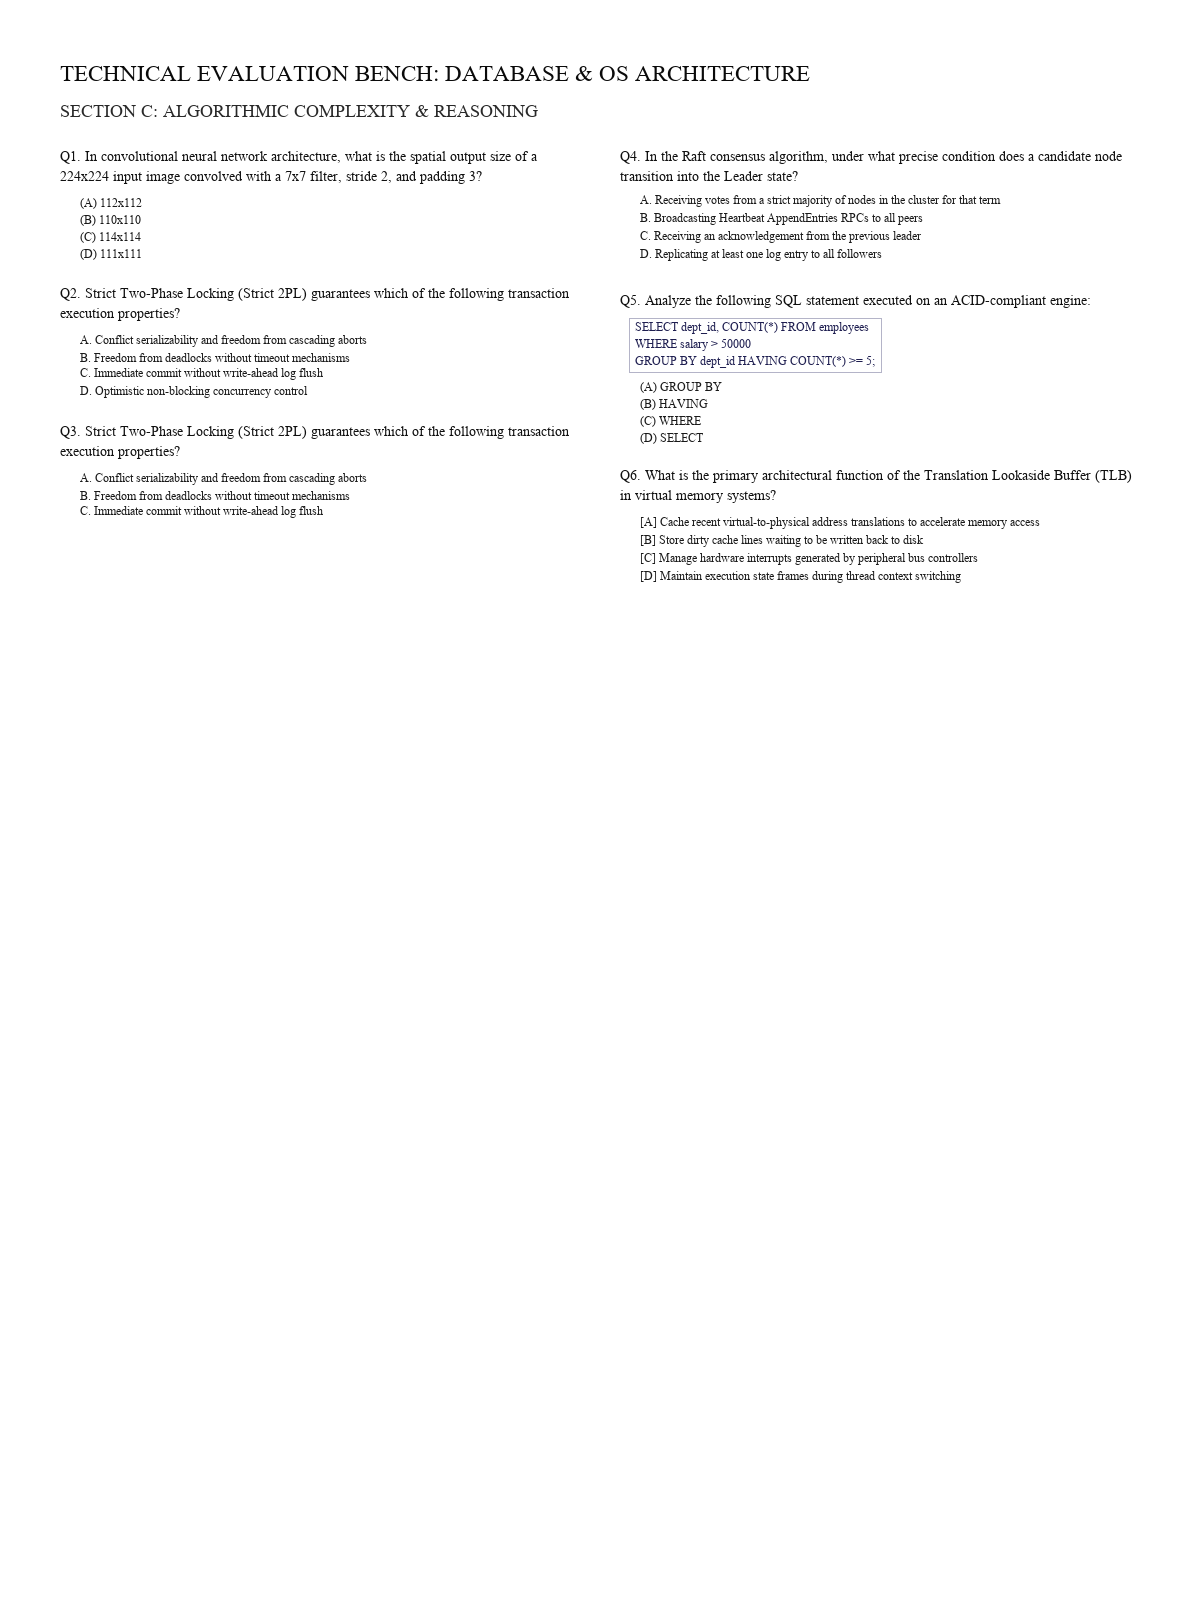 TECHNICAL EVALUATION BENCH: DATABASE & OS ARCHITECTURE
SECTION C: ALGORITHMIC COMPLEXITY & REASONING
Q1. In convolutional neural network architecture, what is the spatial output size of a
224x224 input image convolved with a 7x7 filter, stride 2, and padding 3?
(A) 112x112
(B) 110x110
(C) 114x114
(D) 111x111
Q2. Strict Two-Phase Locking (Strict 2PL) guarantees which of the following transaction
execution properties?
A. Conflict serializability and freedom from cascading aborts
B. Freedom from deadlocks without timeout mechanisms
C. Immediate commit without write-ahead log flush
D. Optimistic non-blocking concurrency control
Q3. Strict Two-Phase Locking (Strict 2PL) guarantees which of the following transaction
execution properties?
A. Conflict serializability and freedom from cascading aborts
B. Freedom from deadlocks without timeout mechanisms
C. Immediate commit without write-ahead log flush
Q4. In the Raft consensus algorithm, under what precise condition does a candidate node
transition into the Leader state?
A. Receiving votes from a strict majority of nodes in the cluster for that term
B. Broadcasting Heartbeat AppendEntries RPCs to all peers
C. Receiving an acknowledgement from the previous leader
D. Replicating at least one log entry to all followers
Q5. Analyze the following SQL statement executed on an ACID-compliant engine:
SELECT dept_id, COUNT(*) FROM employees
WHERE salary > 50000
GROUP BY dept_id HAVING COUNT(*) >= 5;
(A) GROUP BY
(B) HAVING
(C) WHERE
(D) SELECT
Q6. What is the primary architectural function of the Translation Lookaside Buffer (TLB)
in virtual memory systems?
[A] Cache recent virtual-to-physical address translations to accelerate memory access
[B] Store dirty cache lines waiting to be written back to disk
[C] Manage hardware interrupts generated by peripheral bus controllers
[D] Maintain execution state frames during thread context switching